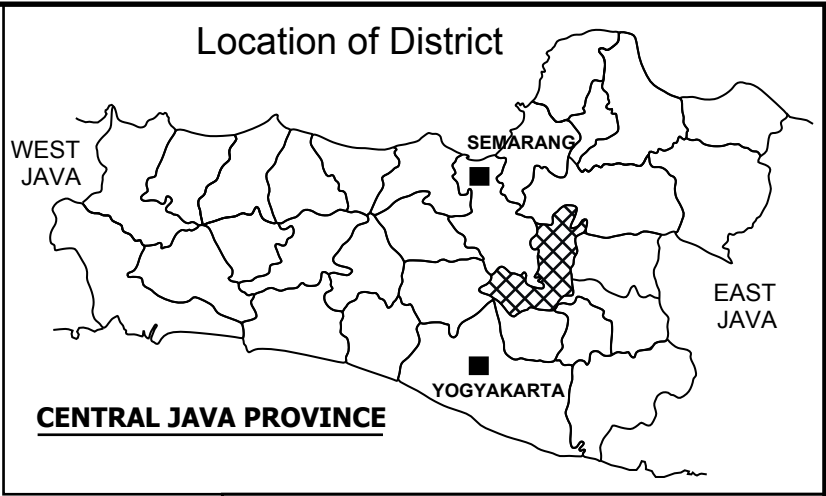 Location of District
SEMARANG
WEST
JAVA
EAST
JAVA
YOGYAKARTA
CENTRAL JAVA PROVINCE